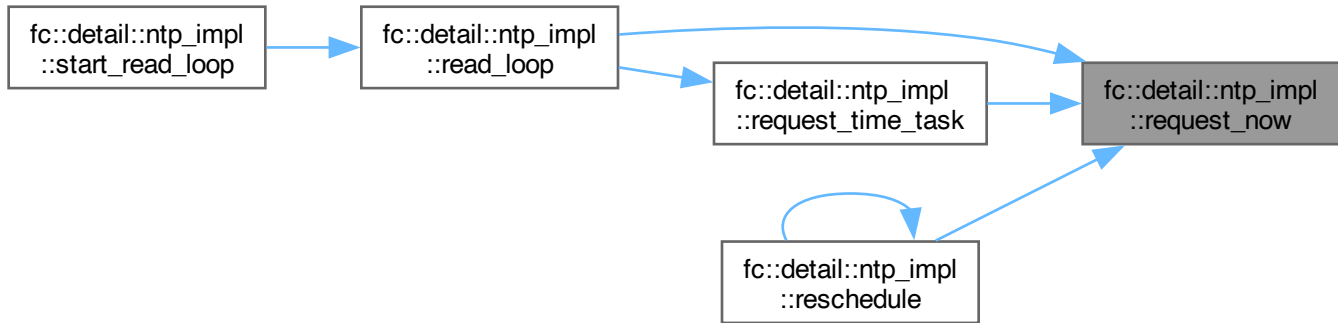 fc::detail::ntp_impl
::start_read_loop
fc::detail::ntp_impl
::read_loop
fc::detail::ntp_impl
::request_time_task
fc::detail::ntp_impl
::request_now
fc::detail::ntp_impl
::reschedule